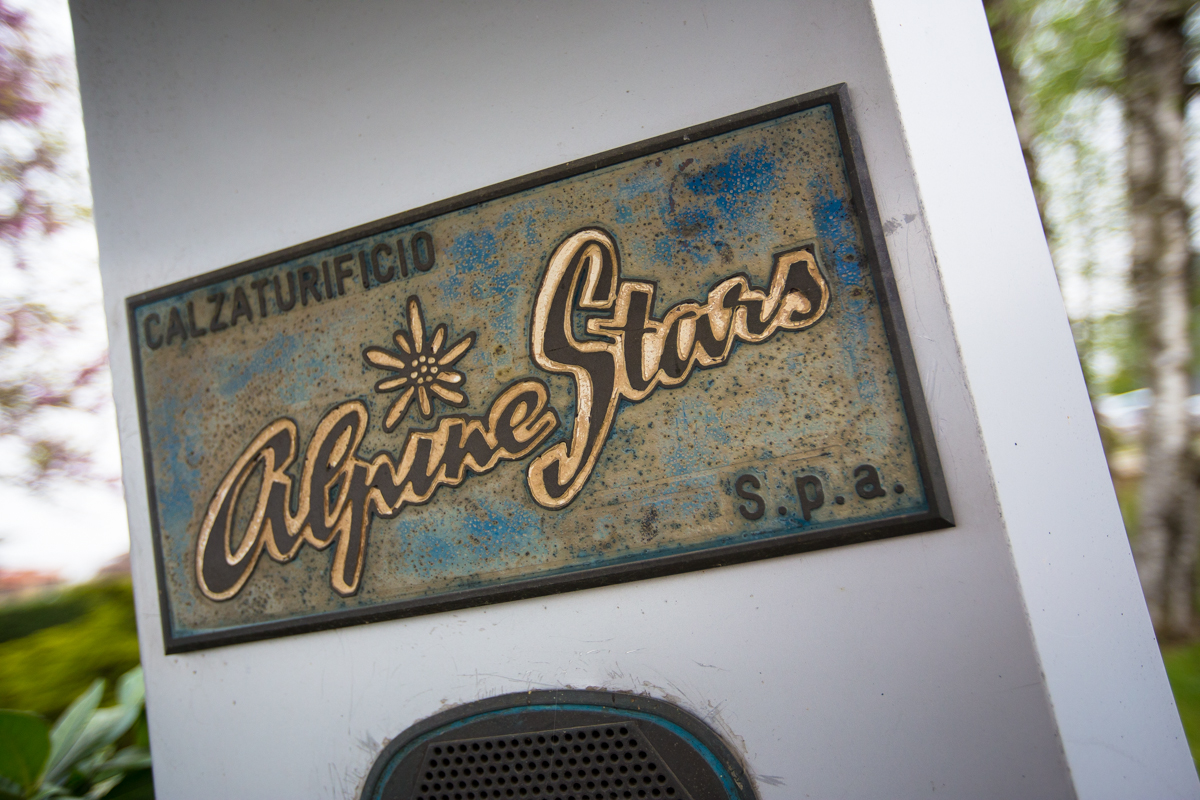 CALZATURIFICIO
Alpine Stars
S.p.a.